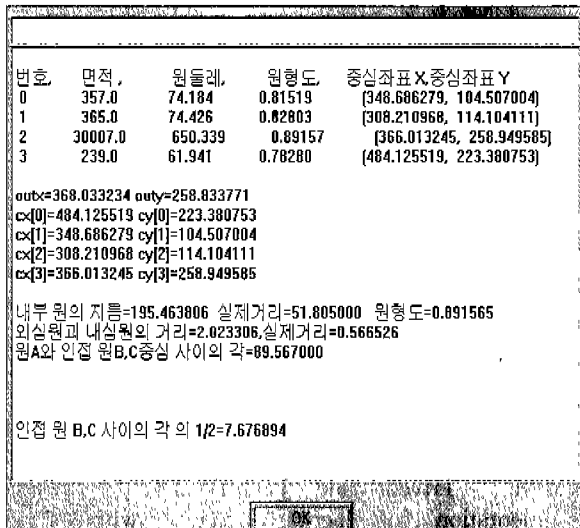 번호, 면적, 원둘레, 원형도, 중심좌표X,중심좌표Y
0 357.0 74.184 0.81519 (348.686279, 104.507004)
1 365.0 74.426 0.82803 (308.210968, 114.104111)
2 30007.0 650.339 0.89157 (366.013245, 258.949585)
3 239.0 61.941 0.78280 (484.125519, 223.380753)
outx=368.033234 outy=258.833771
cx[0]=484.125519 cy[0]=223.380753
cx[1]=348.686279 cy[1]=104.507004
cx[2]=308.210968 cy[2]=114.104111
cx[3]=366.013245 cy[3]=258.949585
내부 원의 지름=195.463806 실제거리=51.805000 원형도=0.891565
외심원과 내심원의 거리=2.023306,실제거리=0.566526
원A와 인접 원B,C중심 사이의 각=89.567000
인접 원 B,C 사이의 각 의 1/2=7.676894
OK